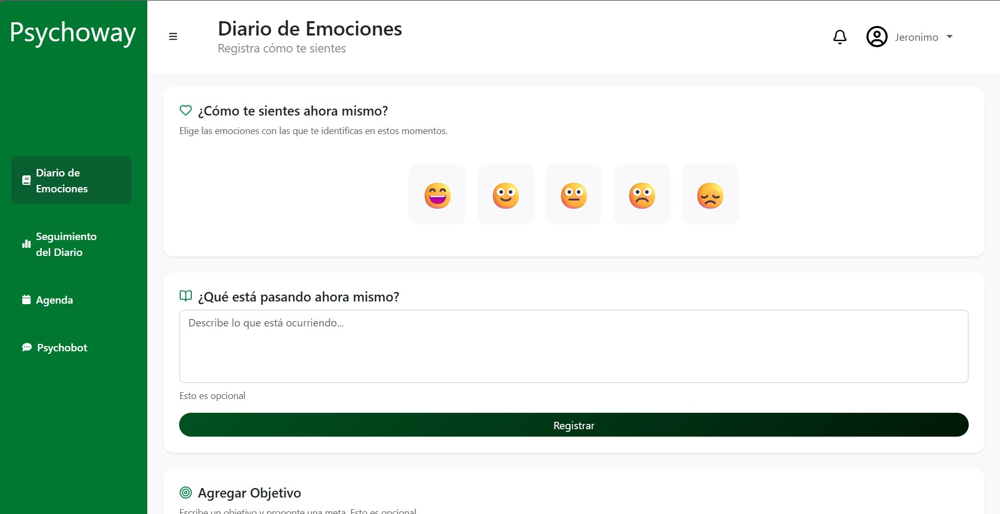 Psychoway
Diario de Emociones
Registra cómo te sientes
Jeronimo
Diario de
Emociones
Seguimiento
del Diario
Agenda
Psychobot
¿Cómo te sientes ahora mismo?
Elige las emociones con las que te identificas en estos momentos.
¿Qué está pasando ahora mismo?
Describe lo que está ocurriendo...
Esto es opcional
Registrar
Agregar Objetivo
Escribe un objetivo y proponte una meta. Esto es opcional